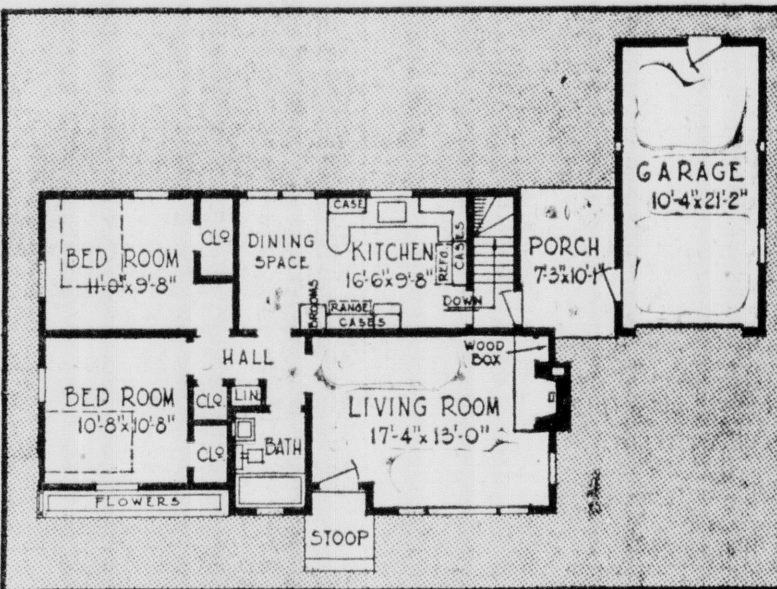 GARAGE
10'-4"x21'-2"
BED ROOM
11'-0"x9'-8"
CLO
DINING
SPACE
CASE
KITCHEN
16'-6"x9'-8"
REF'G
CASES
BROOMS
RANGE
CASES
DOWN
PORCH
7'-3"x10'-1"
HALL
WOOD
BOX
BED ROOM
10'-8"x10'-8"
CLO
LIN
CLO
BATH
LIVING ROOM
17'-4"x13'-0"
FLOWERS
STOOP